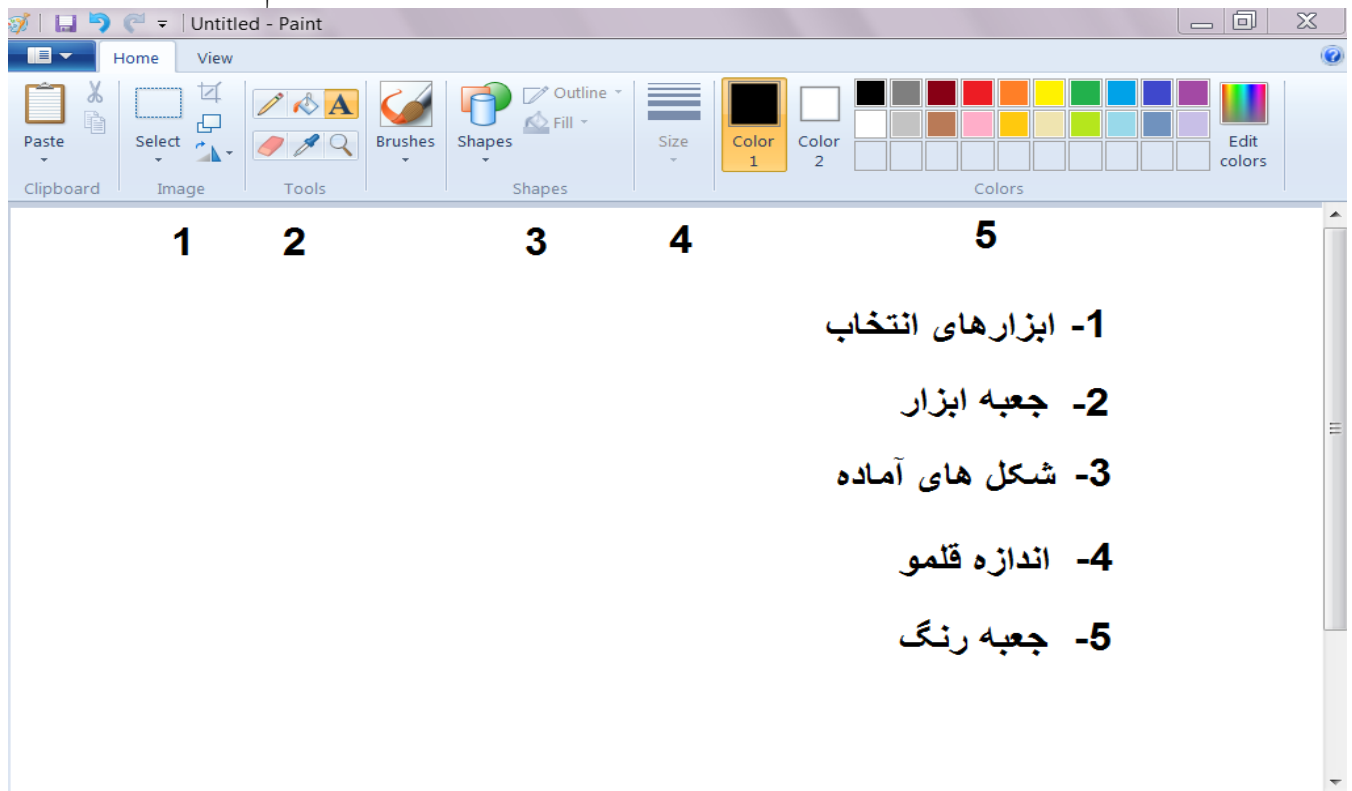 Untitled - Paint
Home View
Paste Select A Brushes Shapes Outline Fill Size Color 1 Color 2 Edit colors
Clipboard Image Tools Shapes Colors
1 2 3 4 5
1- ابزارهای انتخاب
2- جعبه ابزار
3- شکل های آماده
4- اندازه قلمو
5- جعبه رنگ